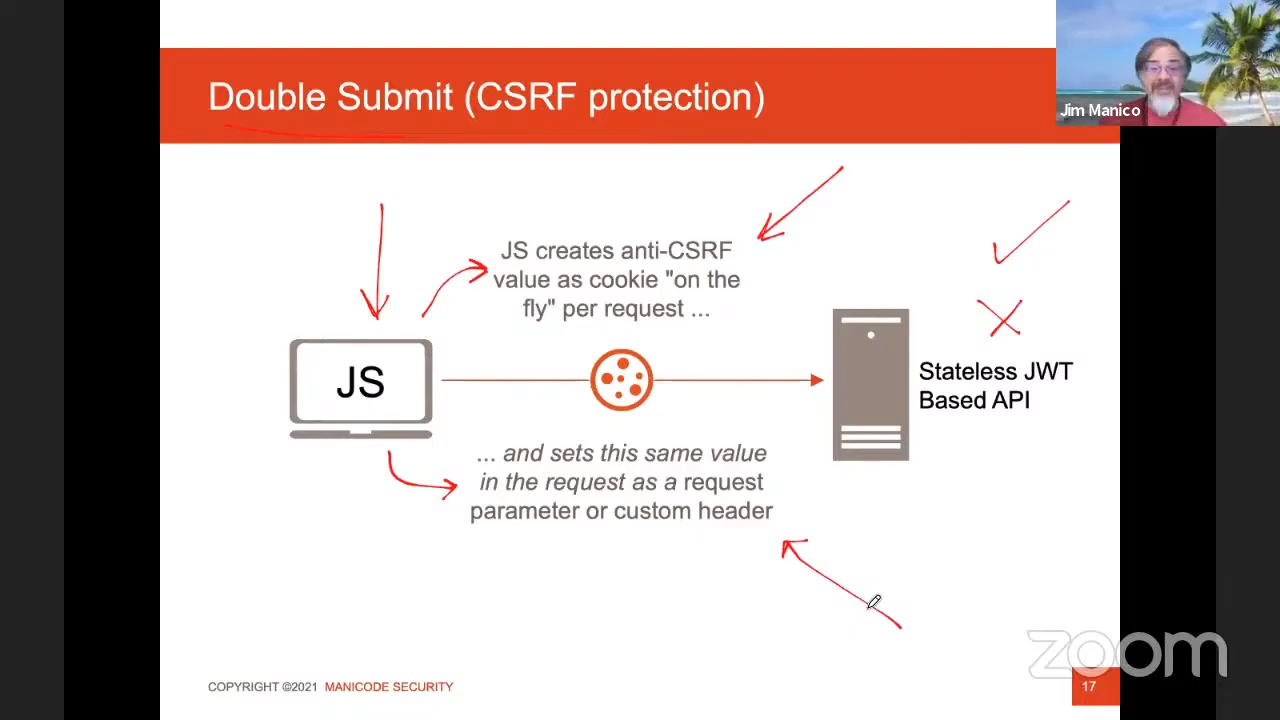 Double Submit (CSRF protection)
Jim Manico
JS creates anti-CSRF
value as cookie "on the
fly" per request ...
JS
Stateless JWT
Based API
... and sets this same value
in the request as a request
parameter or custom header
zoom
COPYRIGHT ©2021 MANICODE SECURITY
17